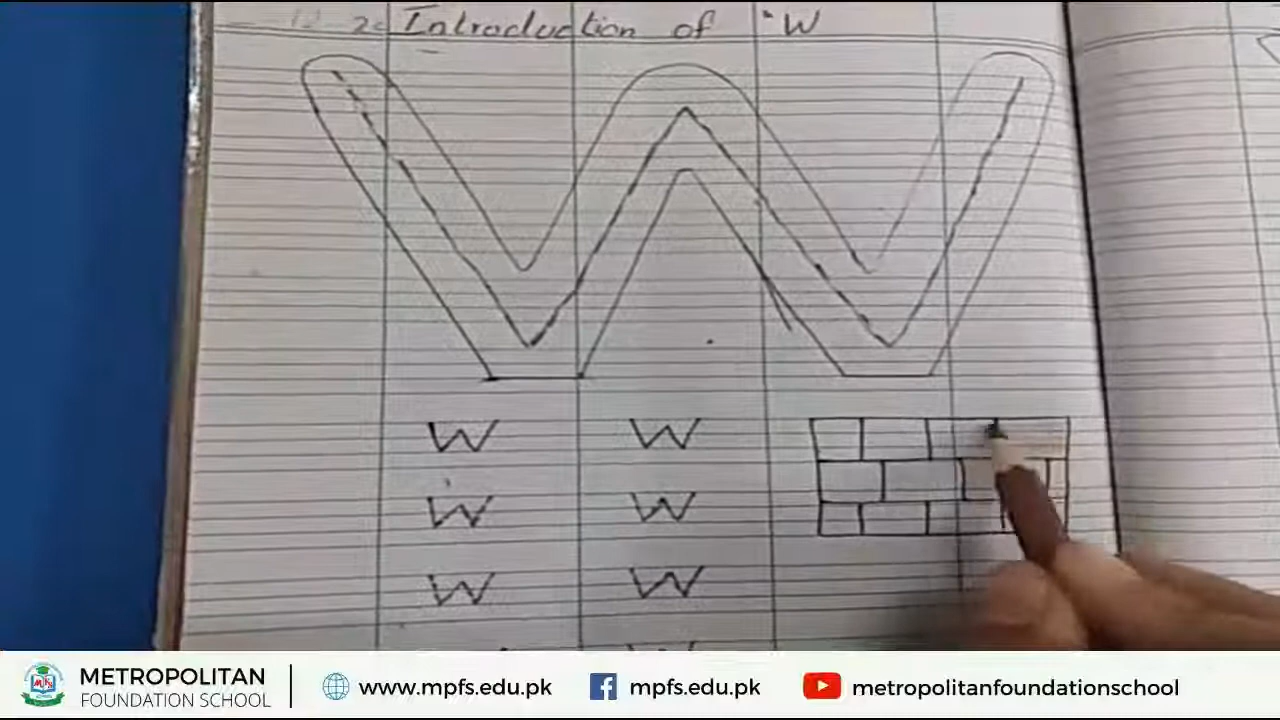 Introduction of 'W
W W
W W
W W
W
METROPOLITAN
FOUNDATION SCHOOL
www.mpfs.edu.pk
mpfs.edu.pk
metropolitanfoundationschool